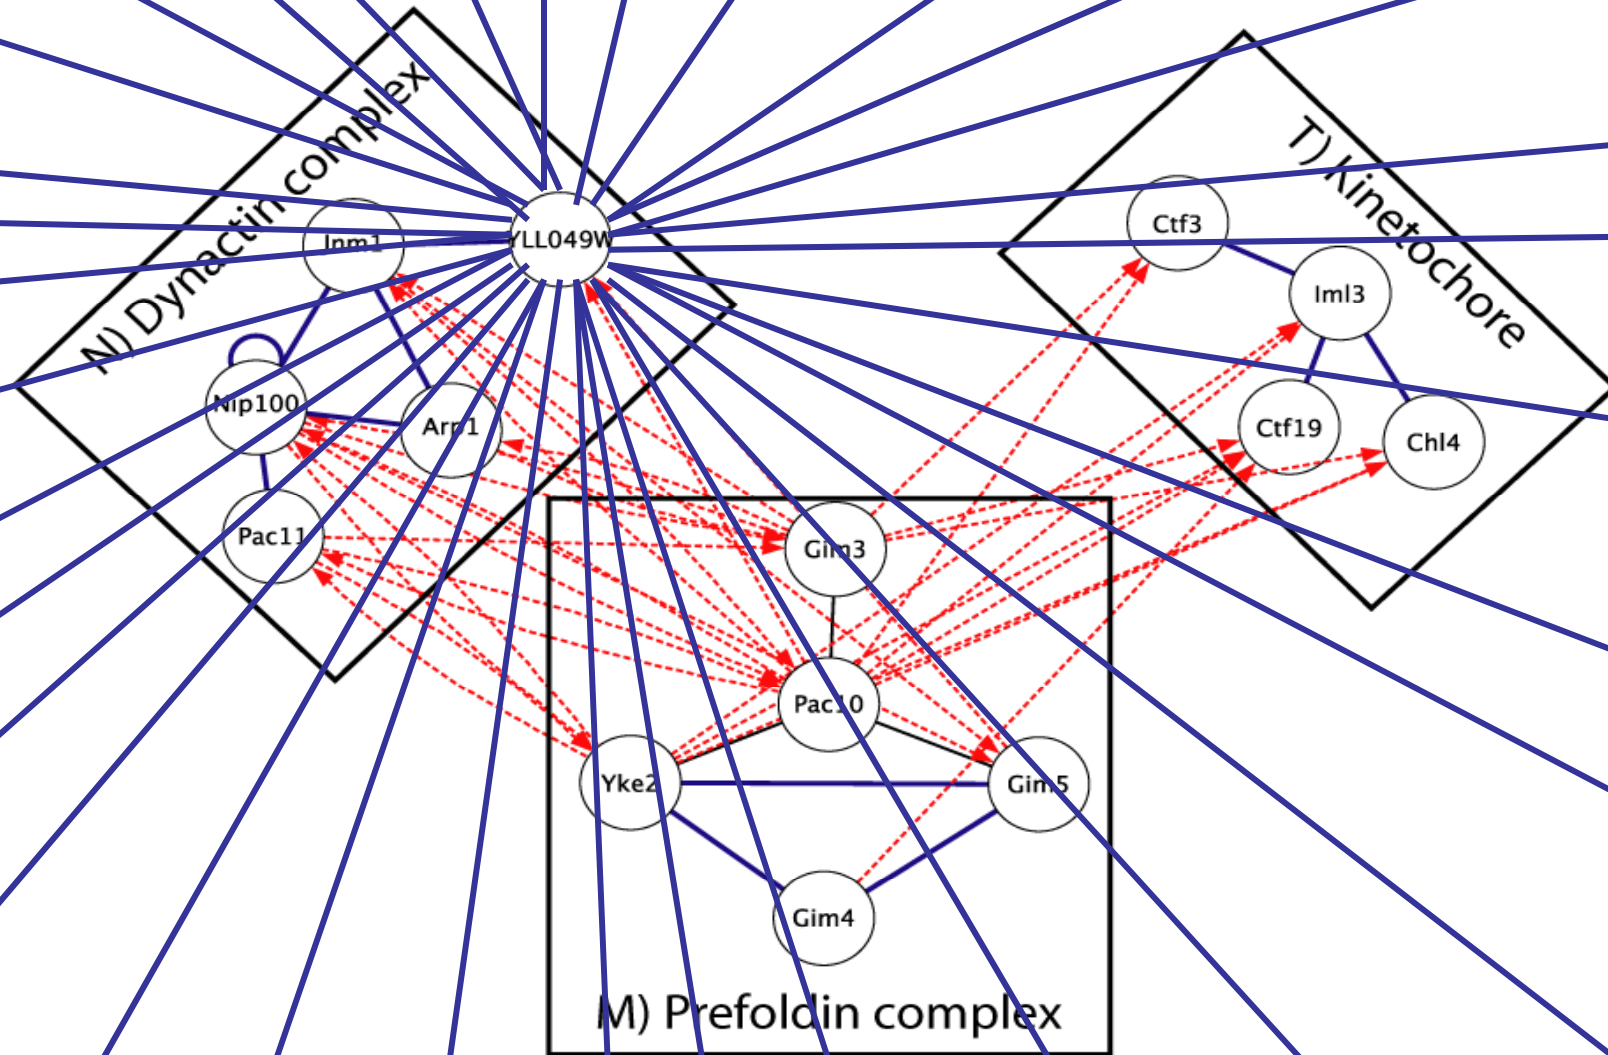 N) Dynactin complex
T) Kinetochore
YLL049W
Jnm1
Ctf3
Iml3
Nip100
Arp1
Ctf19
Chl4
Pac11
Gim3
Pac10
Yke2
Gim5
Gim4
M) Prefoldin complex